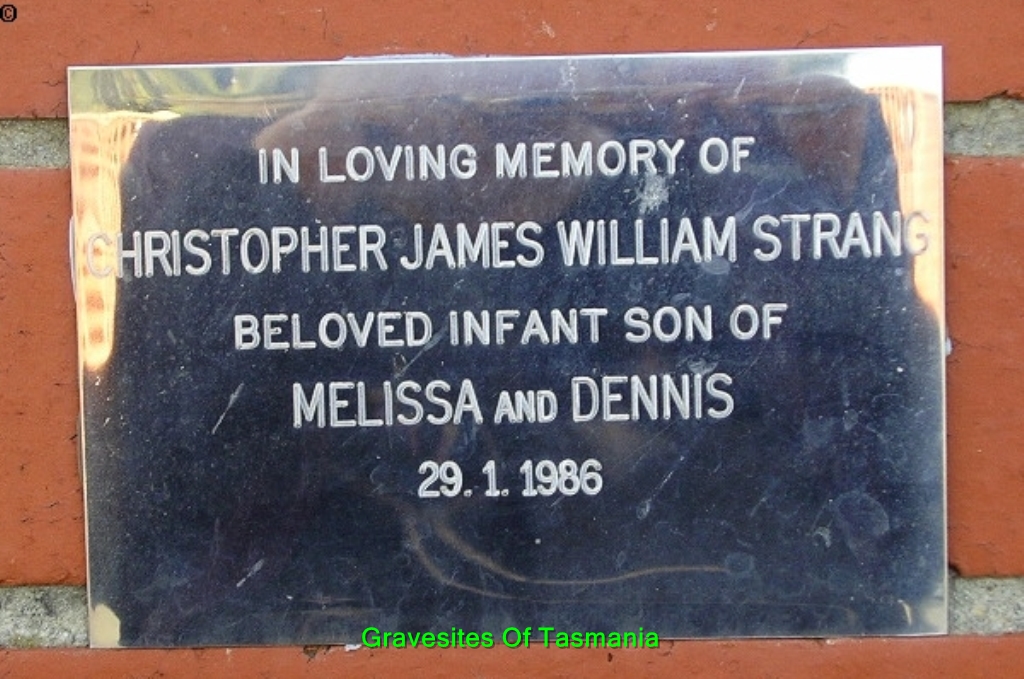 ©
IN LOVING MEMORY OF
CHRISTOPHER JAMES WILLIAM STRANG
BELOVED INFANT SON OF
MELISSA AND DENNIS
29.1.1986
Gravesites Of Tasmania